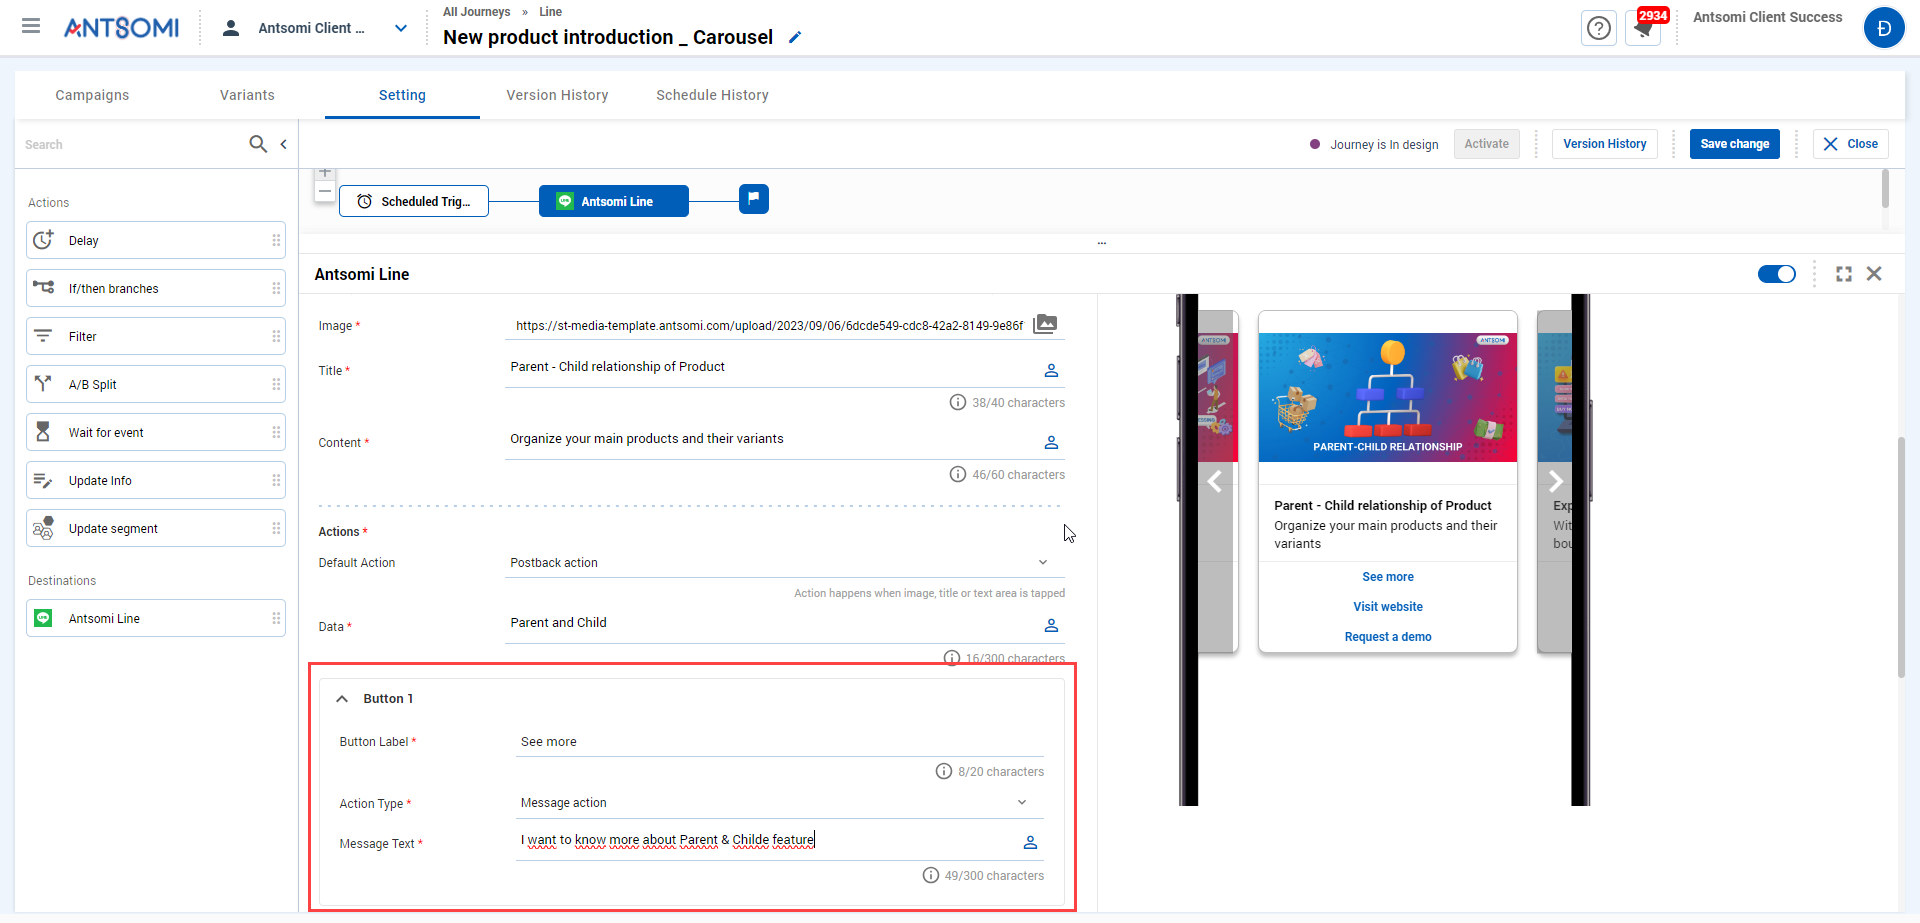 ANTSOMI
Antsomi Client ...
All Journeys » Line
New product introduction _ Carousel
2934
Antsomi Client Success
Đ
Campaigns
Variants
Setting
Version History
Schedule History
Search
Journey is In design
Activate
Version History
Save change
Close
Actions
Delay
If/then branches
Filter
A/B Split
Wait for event
Update Info
Update segment
Destinations
Antsomi Line
Scheduled Trig...
Antsomi Line
...
Antsomi Line
Image *
https://st-media-template.antsomi.com/upload/2023/09/06/6dcde549-cdc8-42a2-8149-9e86f
Title *
Parent - Child relationship of Product
38/40 characters
Content *
Organize your main products and their variants
46/60 characters
Actions *
Default Action
Postback action
Action happens when image, title or text area is tapped
Data *
Parent and Child
16/300 characters
Button 1
Button Label *
See more
8/20 characters
Action Type *
Message action
Message Text *
I want to know more about Parent & Childe feature
49/300 characters
ANTSOMI
ANTSOMI
PARENT-CHILD RELATIONSHIP
Parent - Child relationship of Product
Organize your main products and their
variants
See more
Visit website
Request a demo
Exp
Wit
bou